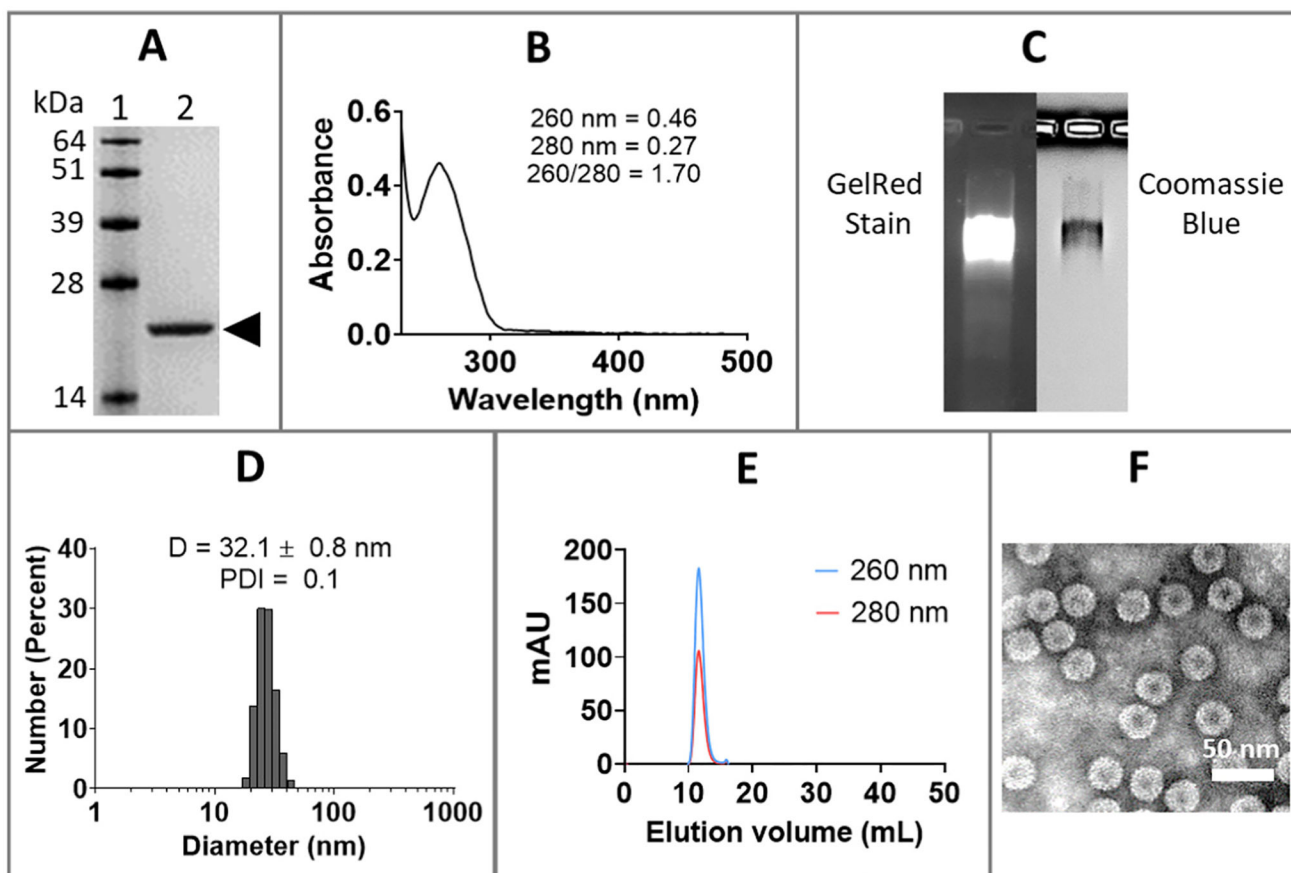 A
kDa 1 2
64
51
39
28
14
B
Absorbance
0.6
0.4
0.2
0.0
260 nm = 0.46
280 nm = 0.27
260/280 = 1.70
300 400 500
Wavelength (nm)
C
GelRed
Stain
Coomassie
Blue
D
Number (Percent)
40
30
20
10
0
D = 32.1 ± 0.8 nm
PDI = 0.1
1 10 100 1000
Diameter (nm)
E
mAU
200
150
100
50
0
260 nm
280 nm
0 10 20 30 40 50
Elution volume (mL)
F
50 nm